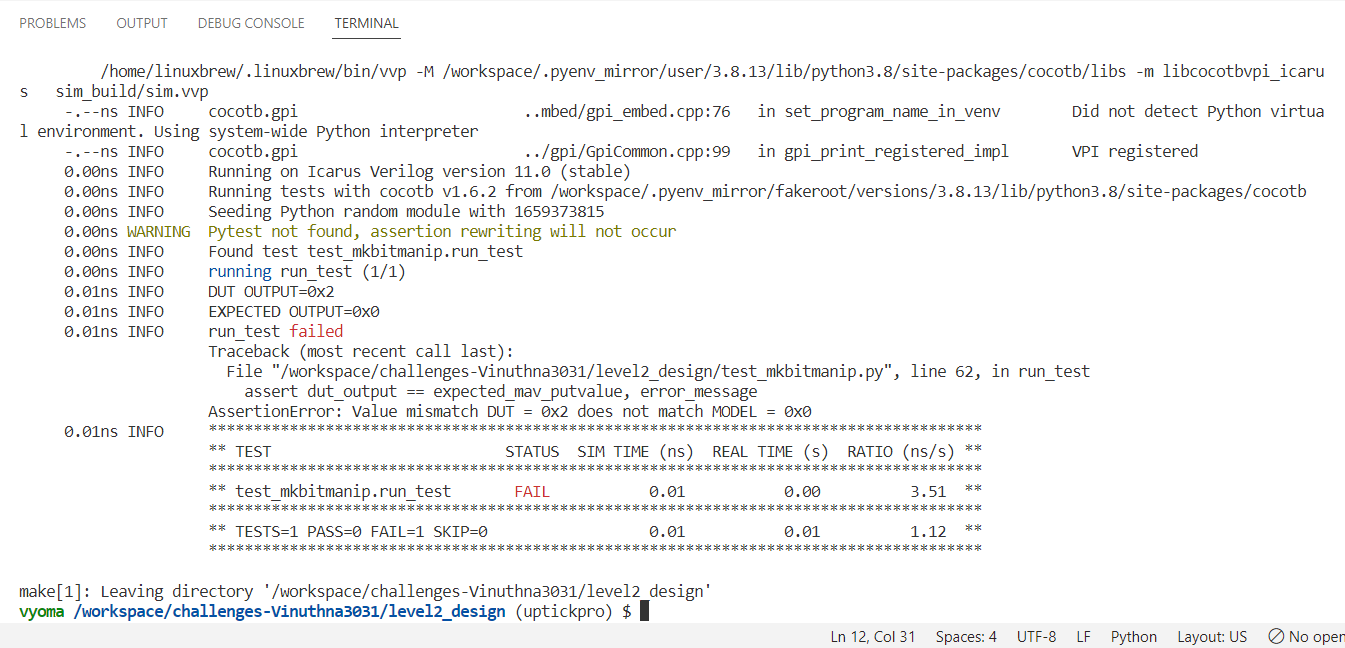 PROBLEMS OUTPUT DEBUG CONSOLE TERMINAL
/home/linuxbrew/.linuxbrew/bin/vvp -M /workspace/.pyenv_mirror/user/3.8.13/lib/python3.8/site-packages/cocotb/libs -m libcocotbvpi_icaru
s sim_build/sim.vvp
-.--ns INFO cocotb.gpi ..mbed/gpi_embed.cpp:76 in set_program_name_in_venv Did not detect Python virtua
l environment. Using system-wide Python interpreter
-.--ns INFO cocotb.gpi ../gpi/GpiCommon.cpp:99 in gpi_print_registered_impl VPI registered
0.00ns INFO Running on Icarus Verilog version 11.0 (stable)
0.00ns INFO Running tests with cocotb v1.6.2 from /workspace/.pyenv_mirror/fakeroot/versions/3.8.13/lib/python3.8/site-packages/cocotb
0.00ns INFO Seeding Python random module with 1659373815
0.00ns WARNING Pytest not found, assertion rewriting will not occur
0.00ns INFO Found test test_mkbitmanip.run_test
0.00ns INFO running run_test (1/1)
0.01ns INFO DUT OUTPUT=0x2
0.01ns INFO EXPECTED OUTPUT=0x0
0.01ns INFO run_test failed
Traceback (most recent call last):
File "/workspace/challenges-Vinuthna3031/level2_design/test_mkbitmanip.py", line 62, in run_test
assert dut_output == expected_mav_putvalue, error_message
AssertionError: Value mismatch DUT = 0x2 does not match MODEL = 0x0
0.01ns INFO **************************************************************************************
** TEST STATUS SIM TIME (ns) REAL TIME (s) RATIO (ns/s) **
**************************************************************************************
** test_mkbitmanip.run_test FAIL 0.01 0.00 3.51 **
**************************************************************************************
** TESTS=1 PASS=0 FAIL=1 SKIP=0 0.01 0.01 1.12 **
**************************************************************************************
make[1]: Leaving directory '/workspace/challenges-Vinuthna3031/level2_design'
vyoma /workspace/challenges-Vinuthna3031/level2_design (uptickpro) $
Ln 12, Col 31 Spaces: 4 UTF-8 LF Python Layout: US No open